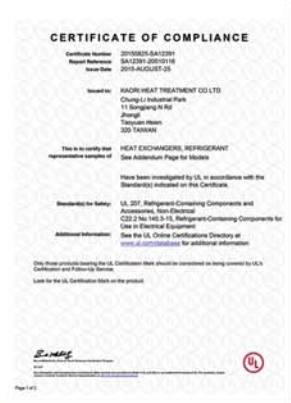 CERTIFICATE OF COMPLIANCE
Certificate Number 20150825-SA12391
Report Reference SA12391-20010116
Issue Date 2015-AUGUST-25
Issued to: KAORI HEAT TREATMENT CO LTD
Chung-Li Industrial Park
11 Songjiang N Rd
Jhongli
Taoyuan Hsien
320 TAIWAN
This is to certify that HEAT EXCHANGERS, REFRIGERANT
representative samples of See Addendum Page for Models
Have been investigated by UL in accordance with the
Standard(s) indicated on this Certificate.
Standard(s) for Safety: UL 207, Refrigerant-Containing Components and
Accessories, Non-Electrical
C22.2 No.140.3-15, Refrigerant-Containing Components for
Use in Electrical Equipment
Additional Information: See the UL Online Certifications Directory at
www.ul.com/database for additional information
Only those products bearing the UL Certification Mark should be considered as being covered by UL's
Certification and Follow-Up Service.
Look for the UL Certification Mark on the product.
UL
Page 1 of 2